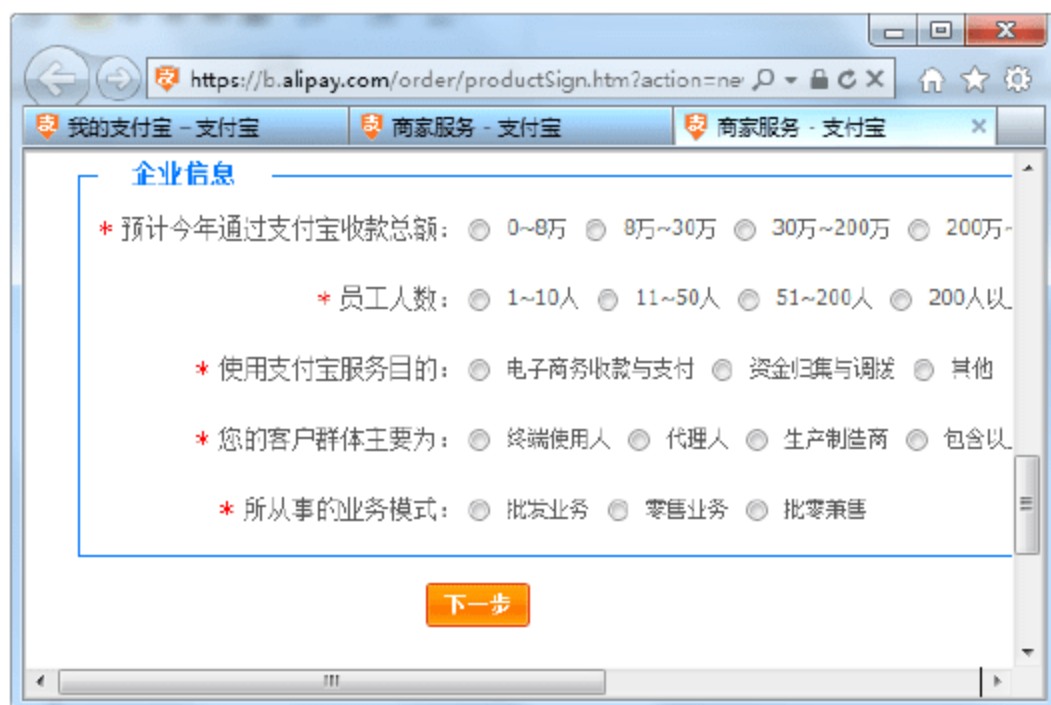 https://b.alipay.com/order/productSign.htm?action=ne
我的支付宝 – 支付宝 商家服务 - 支付宝 商家服务 - 支付宝
企业信息
* 预计今年通过支付宝收款总额： 0~8万 8万~30万 30万~200万 200万~
* 员工人数： 1~10人 11~50人 51~200人 200人以
* 使用支付宝服务目的： 电子商务收款与支付 资金归集与调拨 其他
* 您的客户群体主要为： 终端使用人 代理人 生产制造商 包含以
* 所从事的业务模式： 批发业务 零售业务 批零兼售
下一步